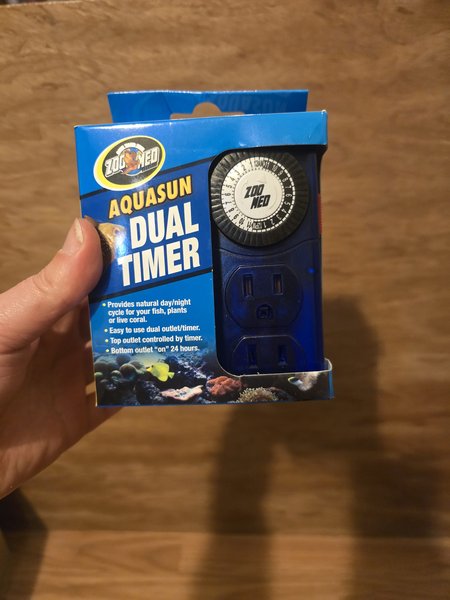 ZOO MED
AQUASUN
DUAL
TIMER
• Provides natural day/night
cycle for your fish, plants
or live coral.
• Easy to use dual outlet/timer.
• Top outlet controlled by timer.
• Bottom outlet “on” 24 hours.
ZOO
MED